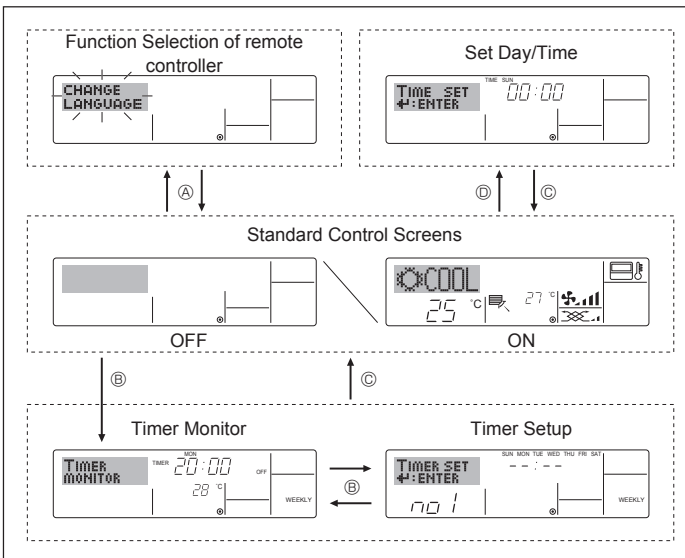 Function Selection of remote
controller
CHANGE
LANGUAGE
Set Day/Time
TIME SUN
TIME SET
↵:ENTER
00:00
Ⓐ
Ⓓ
Ⓒ
Standard Control Screens
COOL
25 °C
27 °C
OFF
ON
Ⓑ
Ⓒ
Timer Monitor
TIMER
MONITOR
MON
TIMER 20:00 OFF
28 °C
WEEKLY
Ⓑ
Timer Setup
SUN MON TUE WED THU FRI SAT
TIMER SET
↵:ENTER
--:--
no 1
WEEKLY